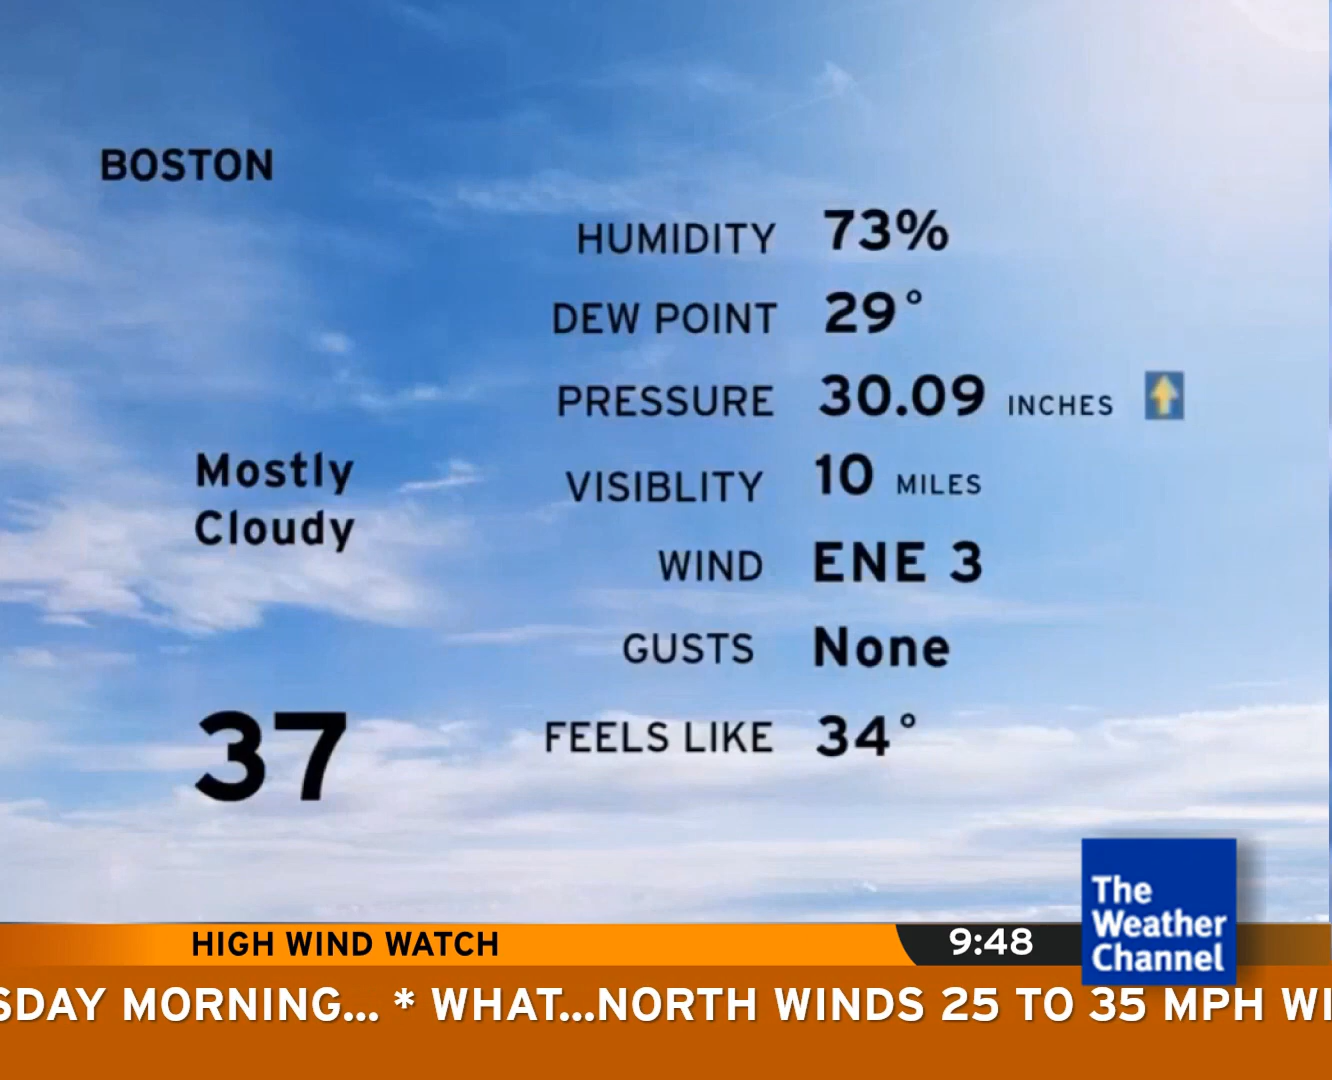 BOSTON
HUMIDITY 73%
DEW POINT 29°
PRESSURE 30.09 INCHES
Mostly
Cloudy
VISIBLITY 10 MILES
WIND ENE 3
GUSTS None
37
FEELS LIKE 34°
HIGH WIND WATCH
9:48
The
Weather
Channel
SDAY MORNING... * WHAT...NORTH WINDS 25 TO 35 MPH WI